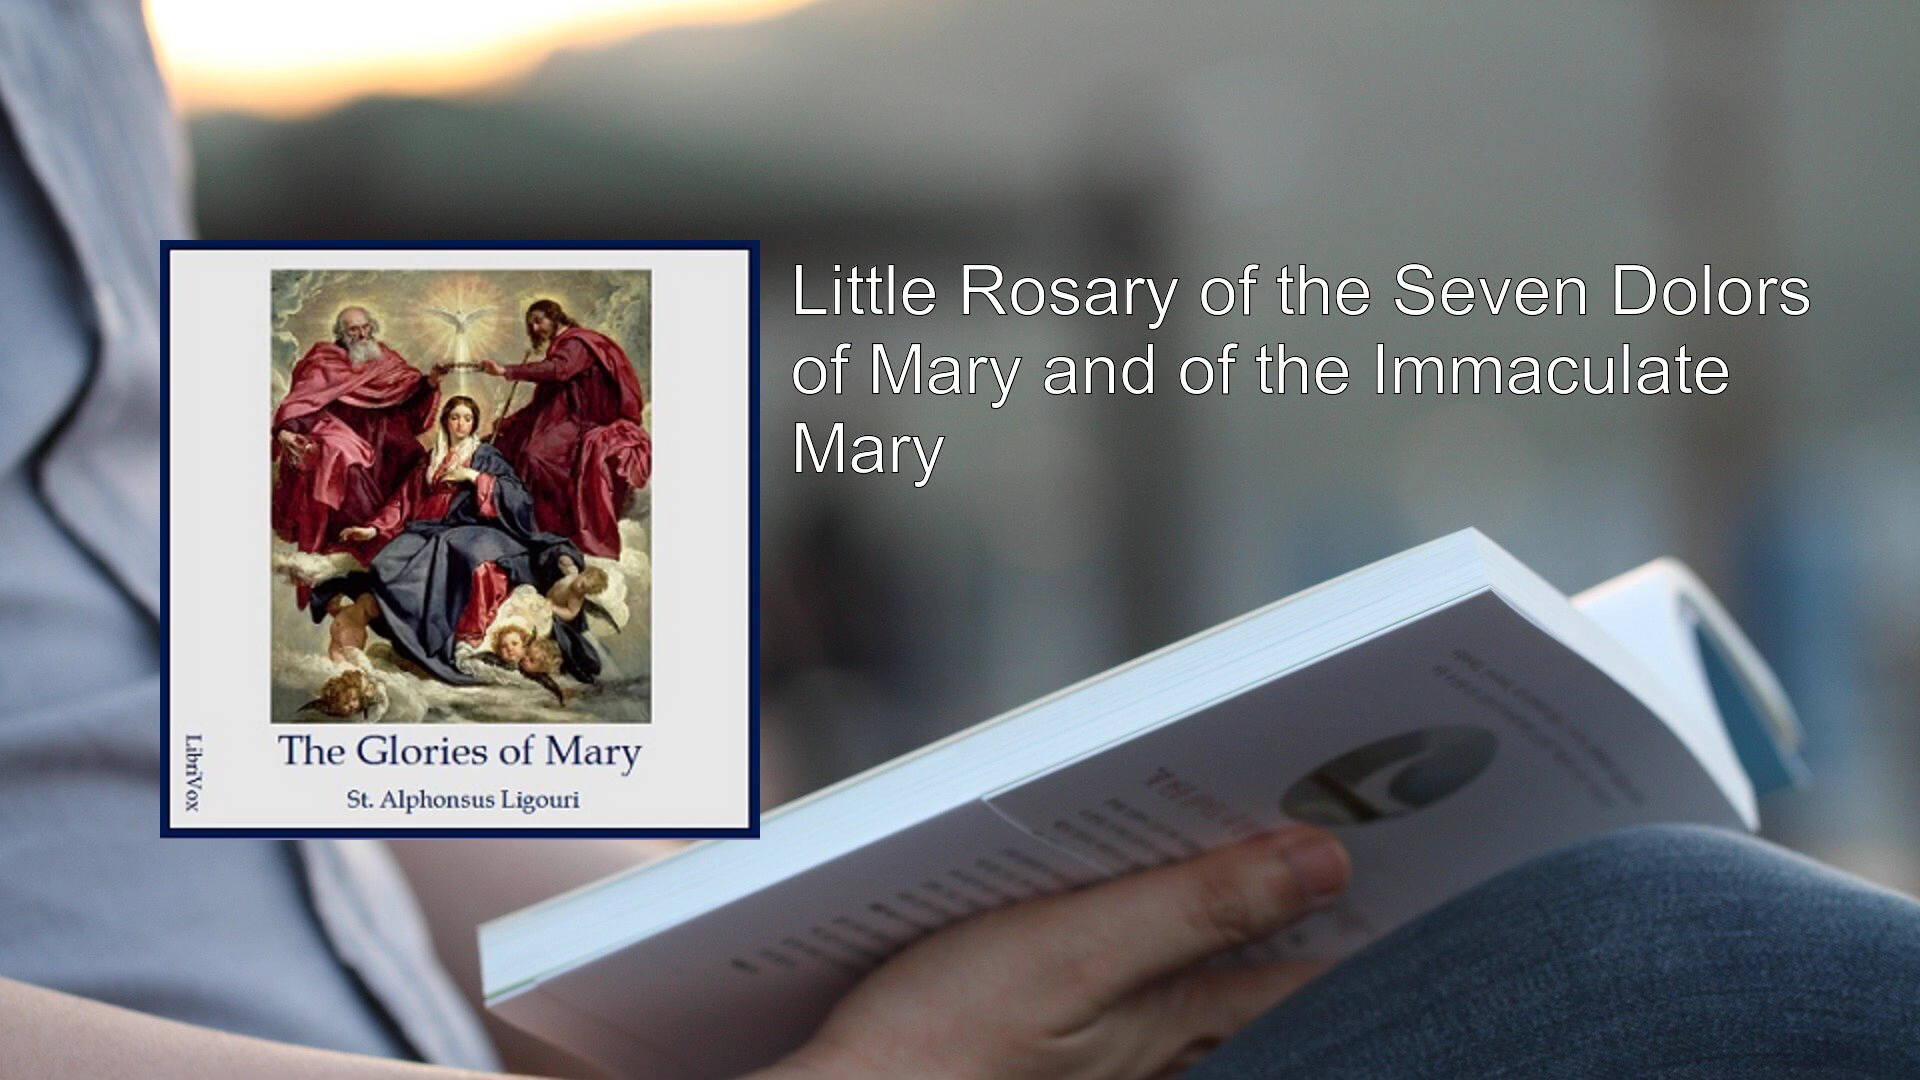 Little Rosary of the Seven Dolors
of Mary and of the Immaculate
Mary
The Glories of Mary
St. Alphonsus Ligouri
LibriVox